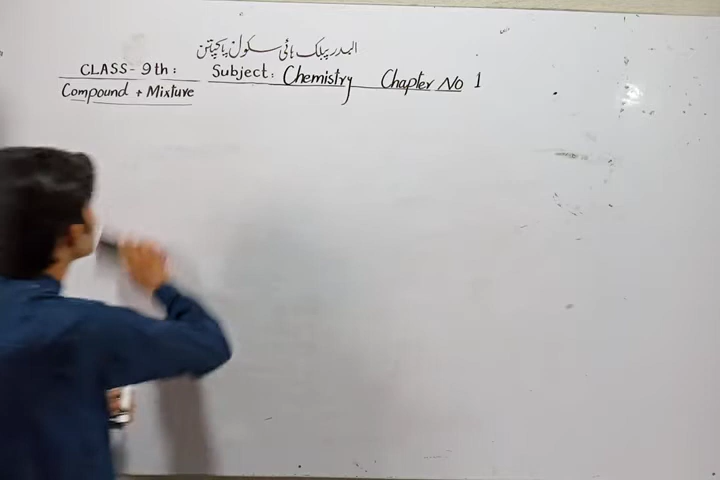 البدر پبلک ہائی سکول پاکپتن
CLASS- 9th: Subject: Chemistry Chapter No 1
Compound + Mixture